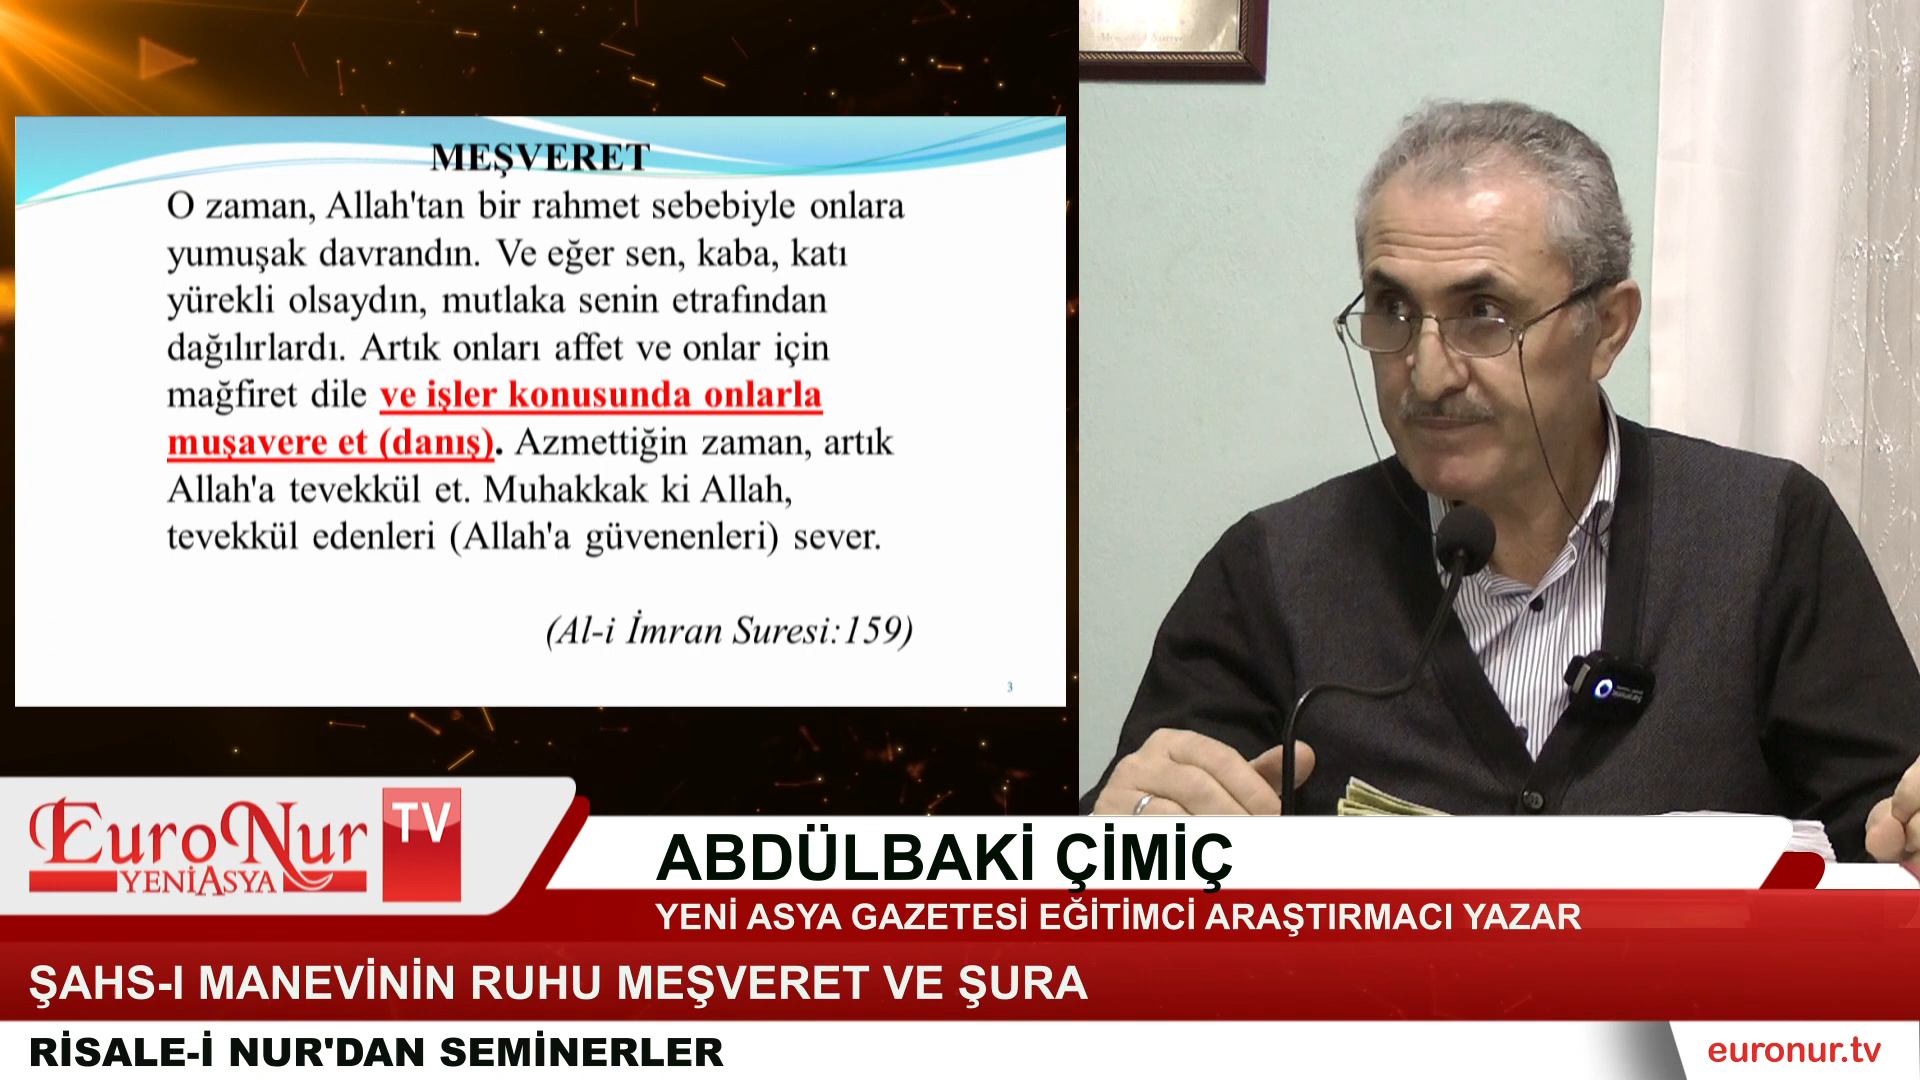 MEŞVERET
O zaman, Allah'tan bir rahmet sebebiyle onlara
yumuşak davrandın. Ve eğer sen, kaba, katı
yürekli olsaydın, mutlaka senin etrafından
dağılırlardı. Artık onları affet ve onlar için
mağfiret dile ve işler konusunda onlarla
muşavere et (danış). Azmettiğin zaman, artık
Allah'a tevekkül et. Muhakkak ki Allah,
tevekkül edenleri (Allah'a güvenenleri) sever.
(Al-i İmran Suresi:159)
3
EuroNur TV
YENİASYA
ABDÜLBAKİ ÇİMİÇ
YENİ ASYA GAZETESİ EĞİTİMCİ ARAŞTIRMACI YAZAR
ŞAHS-I MANEVİNİN RUHU MEŞVERET VE ŞURA
RİSALE-İ NUR'DAN SEMİNERLER
euronur.tv